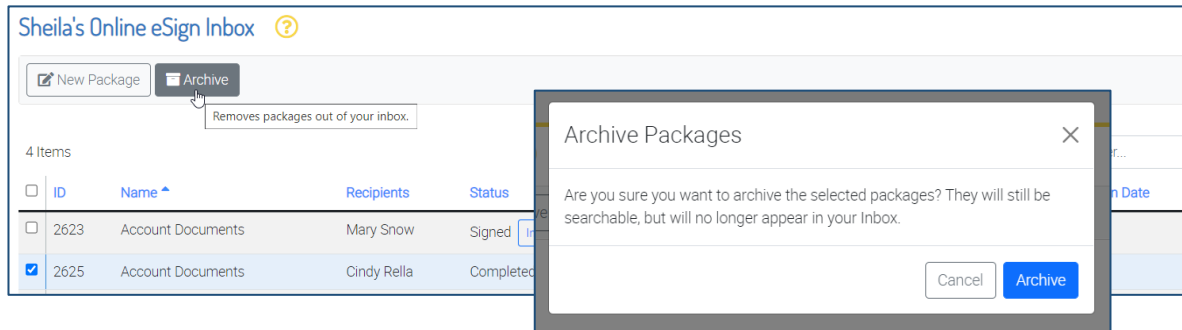 Sheila's Online eSign Inbox ?
New Package Archive
Removes packages out of your inbox.
4 Items
ID Name Recipients Status n Date
2623 Account Documents Mary Snow Signed
2625 Account Documents Cindy Rella Completed
Archive Packages
Are you sure you want to archive the selected packages? They will still be
searchable, but will no longer appear in your Inbox.
Cancel Archive